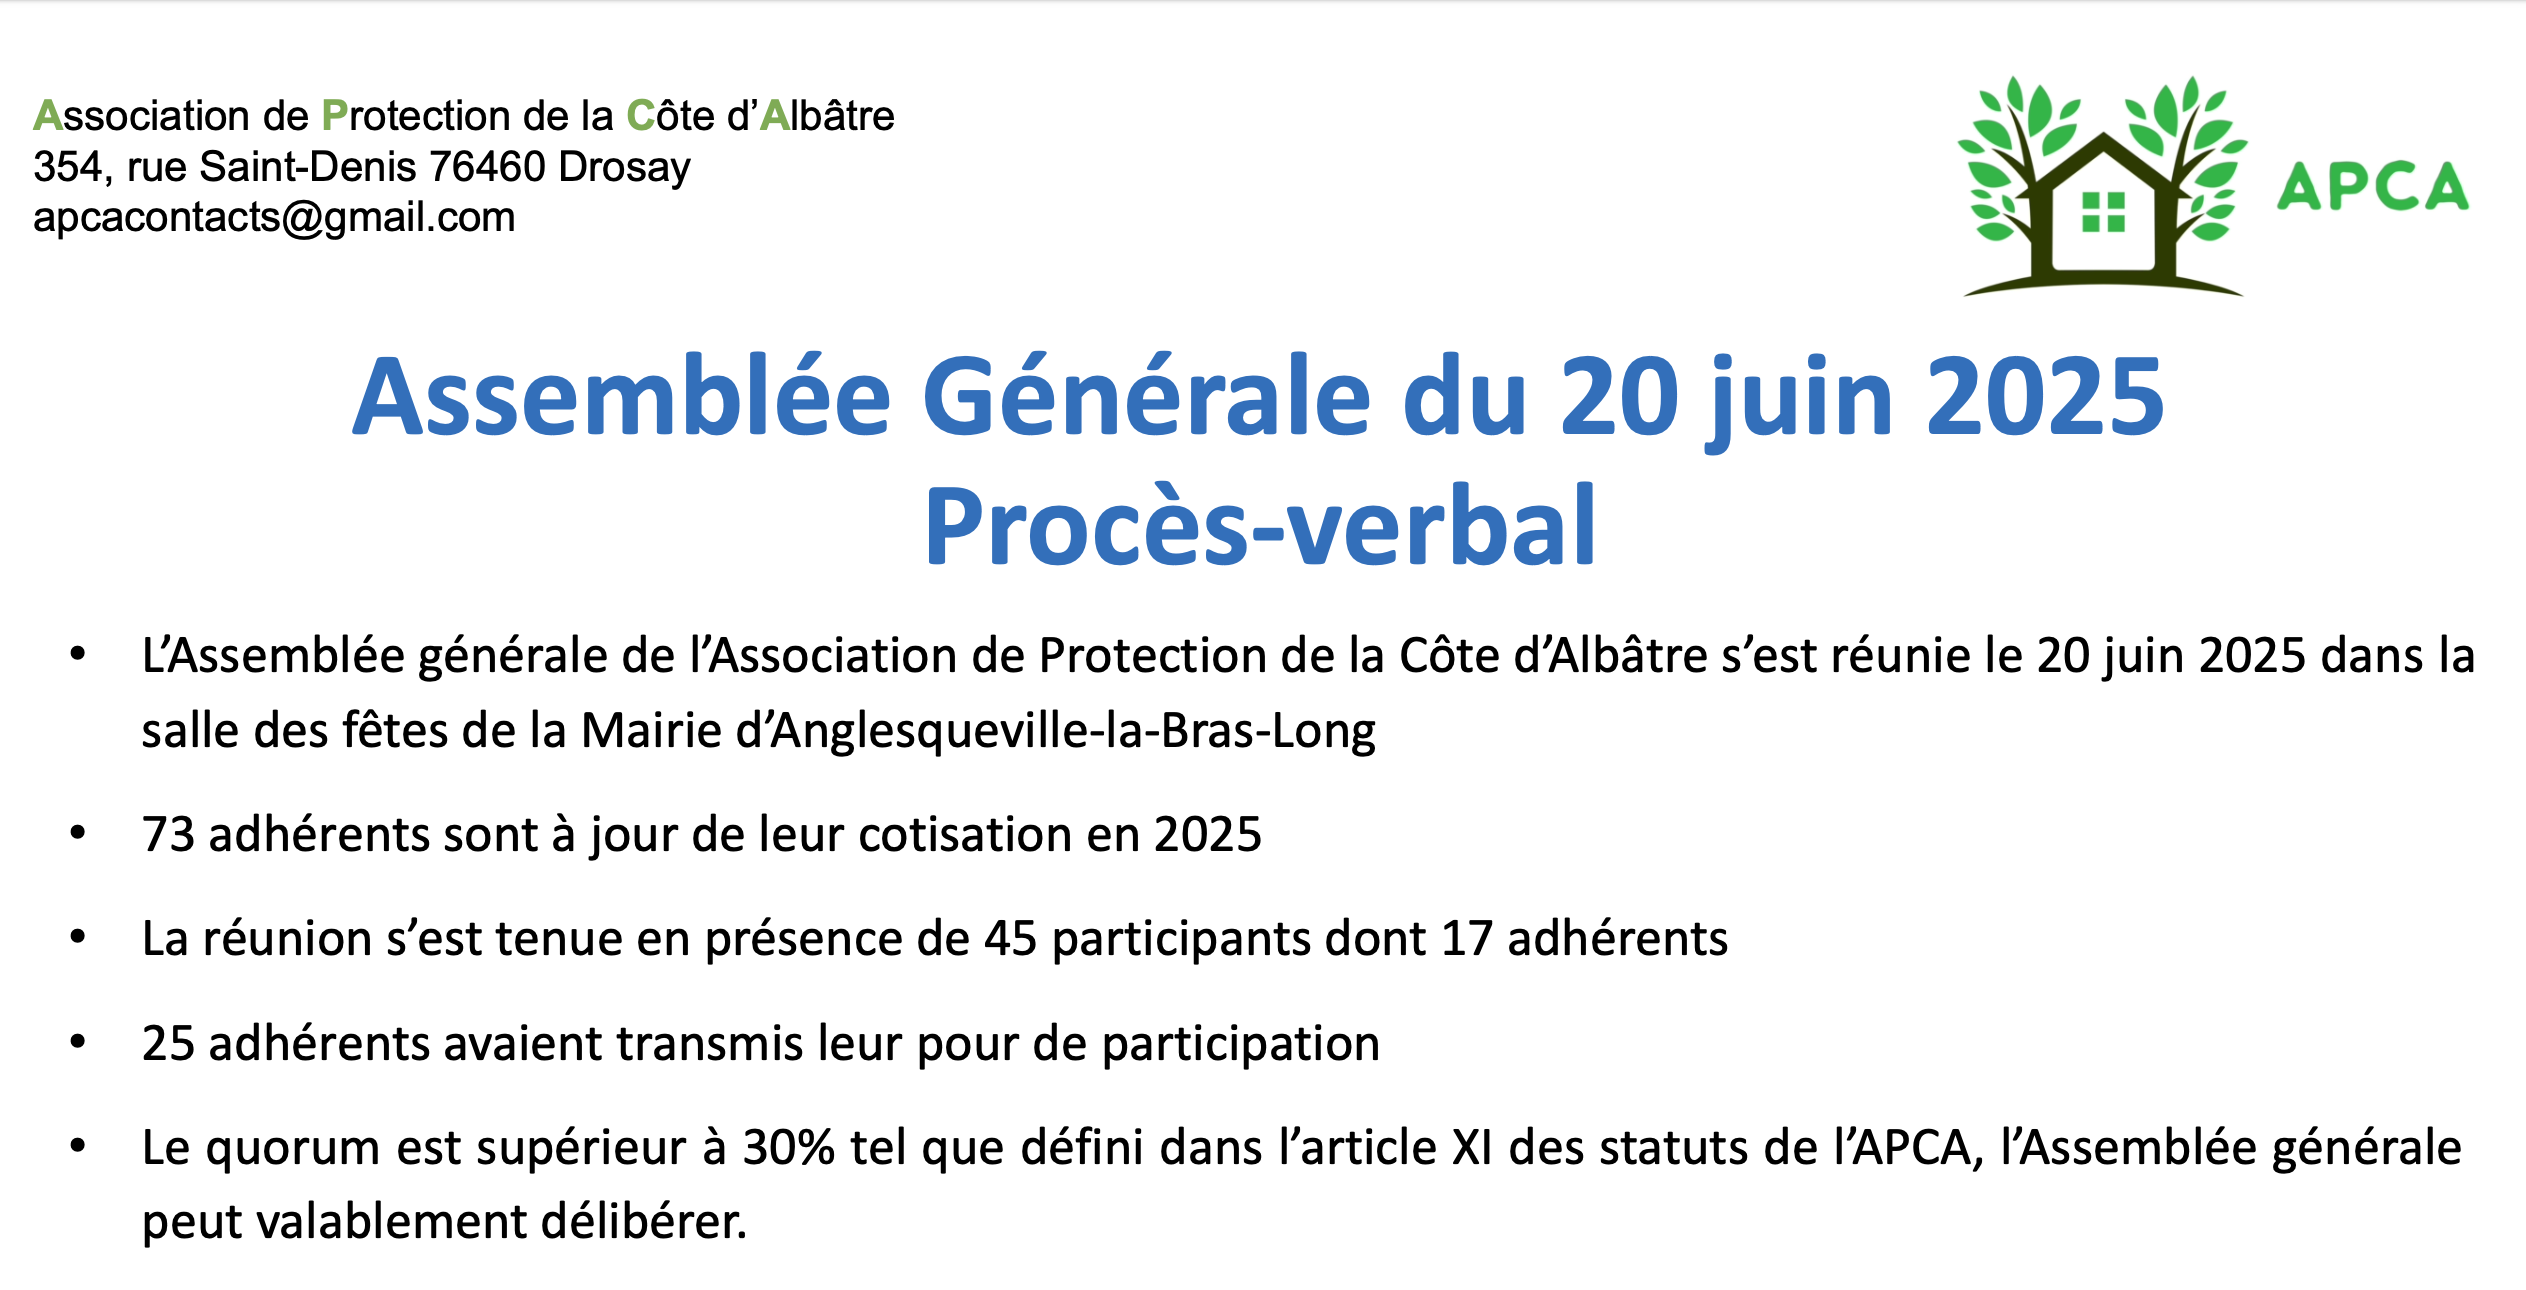 Association de Protection de la Côte d’Albâtre
354, rue Saint-Denis 76460 Drosay
apcacontacts@gmail.com
APCA
Assemblée Générale du 20 juin 2025
Procès-verbal
• L’Assemblée générale de l’Association de Protection de la Côte d’Albâtre s’est réunie le 20 juin 2025 dans la
salle des fêtes de la Mairie d’Anglesqueville-la-Bras-Long
• 73 adhérents sont à jour de leur cotisation en 2025
• La réunion s’est tenue en présence de 45 participants dont 17 adhérents
• 25 adhérents avaient transmis leur pour de participation
• Le quorum est supérieur à 30% tel que défini dans l’article XI des statuts de l’APCA, l’Assemblée générale
peut valablement délibérer.